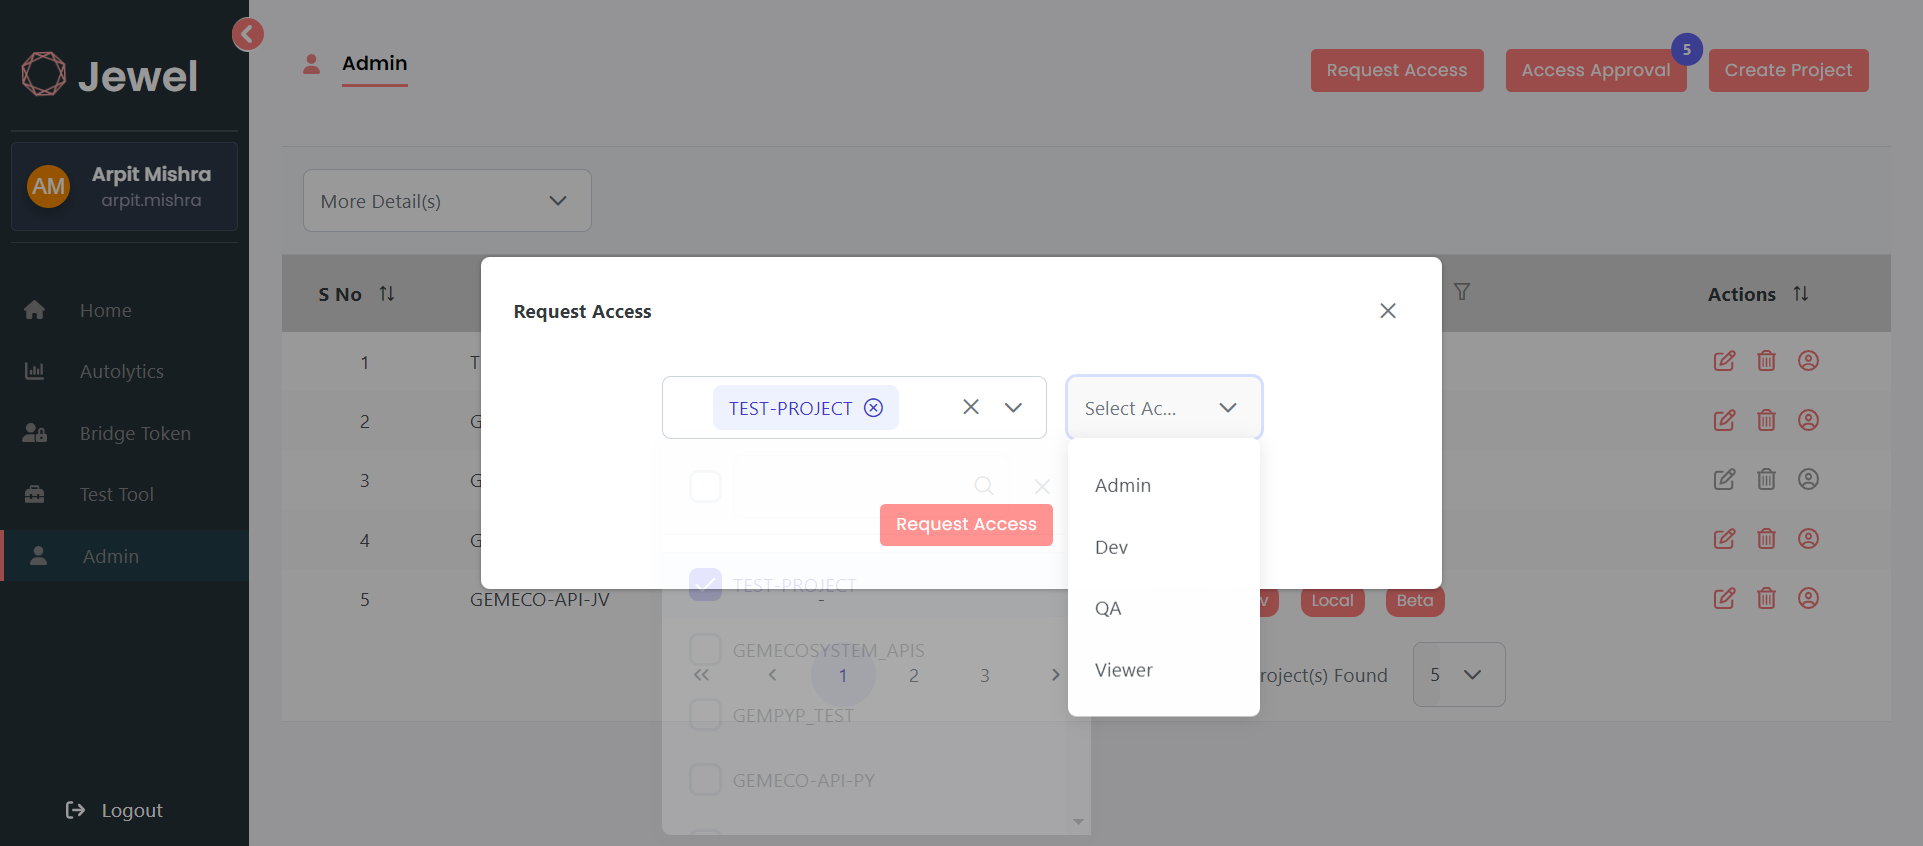 Jewel
AM
Arpit Mishra
arpit.mishra
Home
Autolytics
Bridge Token
Test Tool
Admin
Logout
Admin
Request Access
Access Approval
5
Create Project
More Detail(s)
S No
Actions
1
T
2
G
3
G
4
G
5
GEMECO-API-JV
-
v
Local
Beta
Request Access
TEST-PROJECT
Select Ac...
Request Access
Admin
Dev
QA
Viewer
TEST-PROJECT
GEMECOSYSTEM_APIS
GEMPYP_TEST
GEMECO-API-PY
1
2
3
roject(s) Found
5